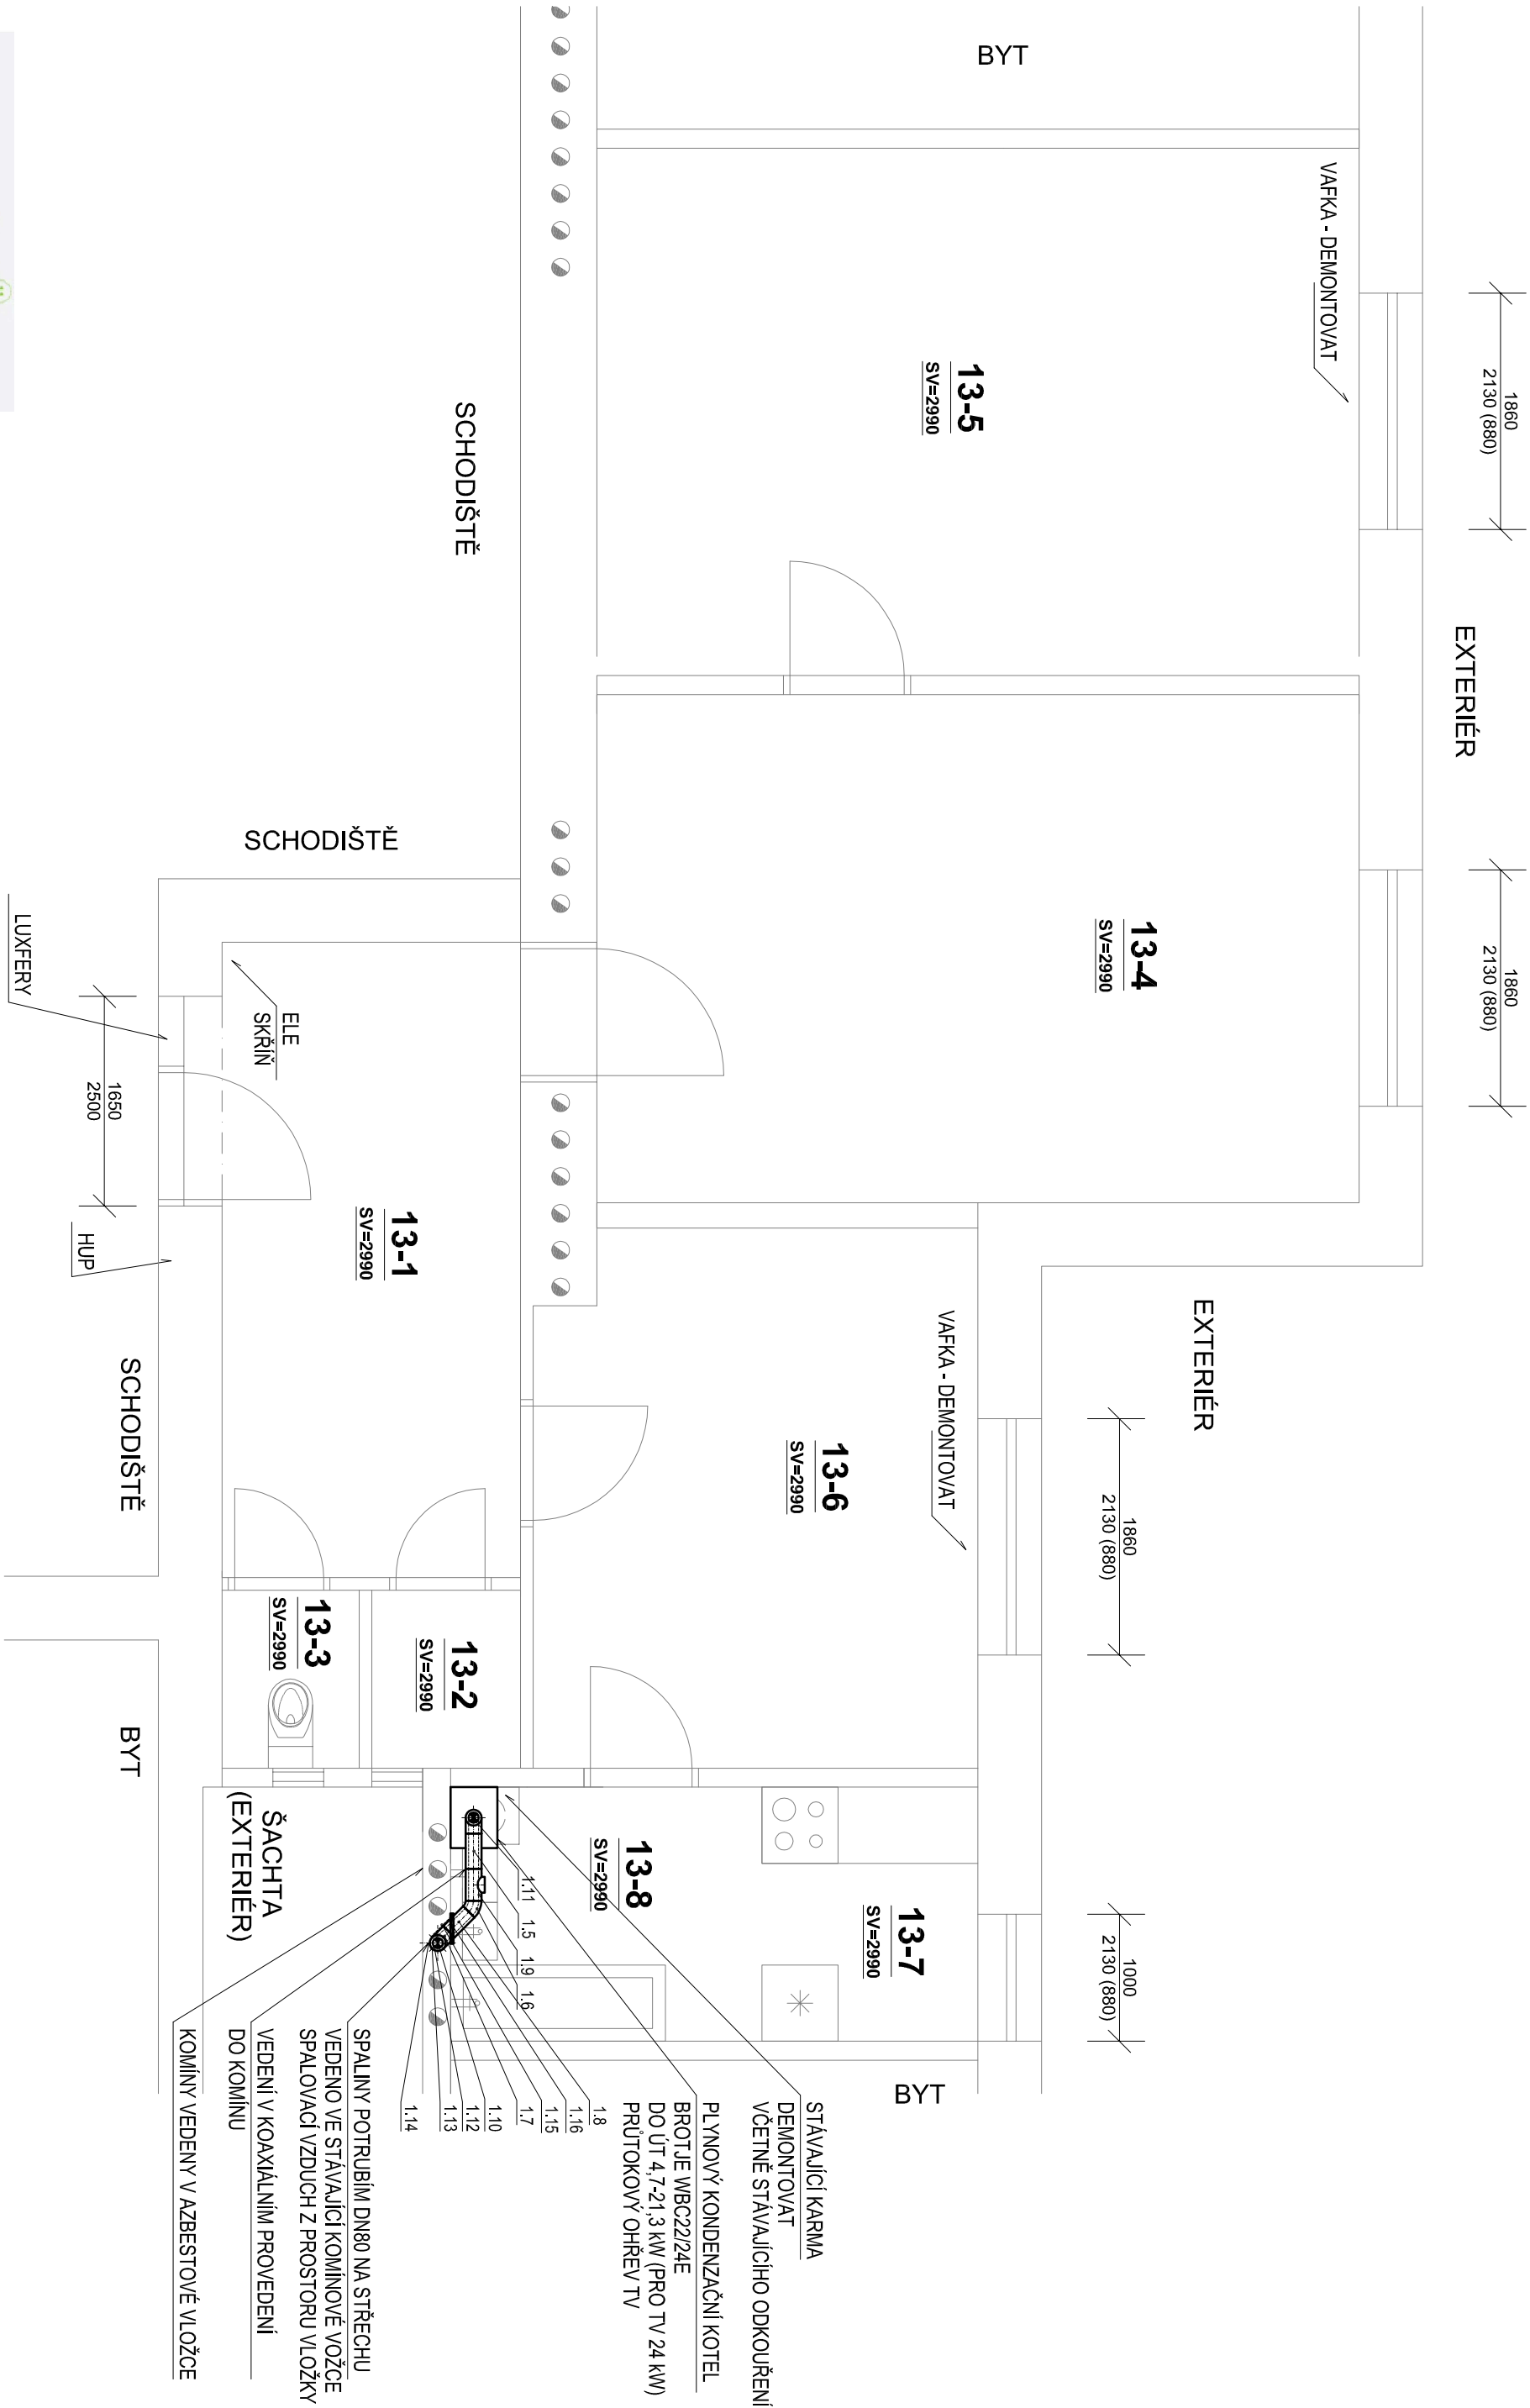 BYT
VAFKA - DEMONTOVAT
1860
2130 (880)
13-5
SV=2990
SCHODIŠTĚ
EXTERIÉR
SCHODIŠTĚ
1860
2130 (880)
13-4
SV=2990
LUXFERY
ELE
SKŘÍŇ
1650
2500
HUP
13-1
SV=2990
SCHODIŠTĚ
EXTERIÉR
VAFKA - DEMONTOVAT
1860
2130 (880)
13-6
SV=2990
13-3
SV=2990
13-2
SV=2990
BYT
ŠACHTA
(EXTERIÉR)
13-8
SV=2990
13-7
SV=2990
1000
2130 (880)
1.11
1.5
1.9
1.6
BYT
STÁVAJÍCÍ KARMA
DEMONTOVAT
VČETNĚ STÁVAJÍCÍHO ODKOUŘENÍ
PLYNOVÝ KONDENZAČNÍ KOTEL
BROTJE WBC22/24E
DO ÚT 4,7-21,3 kW (PRO TV 24 kW)
PRŮTOKOVÝ OHŘEV TV
1.8
1.16
1.15
1.7
1.10
1.12
1.13
1.14
SPALINY POTRUBÍM DN80 NA STŘECHU
VEDENO VE STÁVAJÍCÍ KOMÍNOVÉ VOŽCE
SPALOVACÍ VZDUCH Z PROSTORU VLOŽKY
VEDENÍ V KOAXIÁLNÍM PROVEDENÍ
DO KOMÍNU
KOMÍNY VEDENY V AZBESTOVÉ VLOŽCE